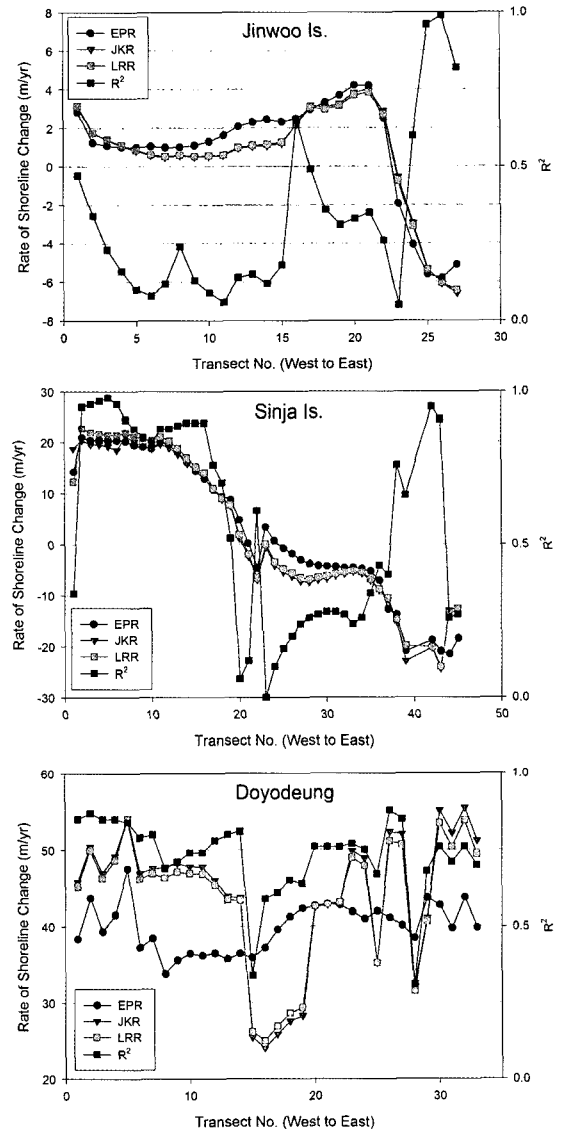 Jinwoo Is.
EPR
JKR
LRR
R²
Rate of Shoreline Change (m/yr)
8
6
4
2
0
-2
-4
-6
-8
1.0
0.5
0.0
R²
0 5 10 15 20 25 30
Transect No. (West to East)
Sinja Is.
EPR
JKR
LRR
R²
Rate of Shoreline Change (m/yr)
30
20
10
0
-10
-20
-30
1.0
0.5
0.0
R²
0 10 20 30 40 50
Transect No. (West to East)
Doyodeung
EPR
JKR
LRR
R²
Rate of Shoreline Change (m/yr)
60
50
40
30
20
1.0
0.5
0.0
R²
0 10 20 30
Transect No. (West to East)